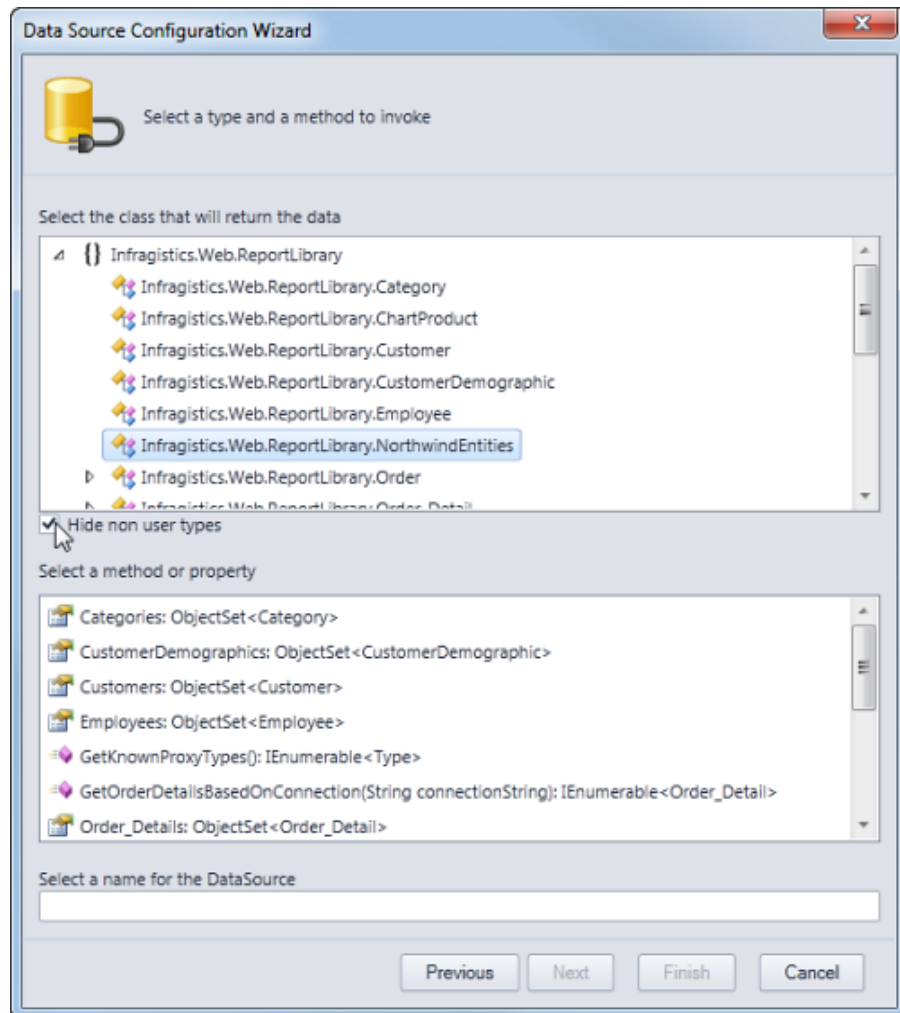 Data Source Configuration Wizard
Select a type and a method to invoke
Select the class that will return the data
{} Infragistics.Web.ReportLibrary
Infragistics.Web.ReportLibrary.Category
Infragistics.Web.ReportLibrary.ChartProduct
Infragistics.Web.ReportLibrary.Customer
Infragistics.Web.ReportLibrary.CustomerDemographic
Infragistics.Web.ReportLibrary.Employee
Infragistics.Web.ReportLibrary.NorthwindEntities
Infragistics.Web.ReportLibrary.Order
Infragistics.Web.ReportLibrary.Order_Detail
Hide non user types
Select a method or property
Categories: ObjectSet<Category>
CustomerDemographics: ObjectSet<CustomerDemographic>
Customers: ObjectSet<Customer>
Employees: ObjectSet<Employee>
GetKnownProxyTypes(): IEnumerable<Type>
GetOrderDetailsBasedOnConnection(String connectionString): IEnumerable<Order_Detail>
Order_Details: ObjectSet<Order_Detail>
Select a name for the DataSource
Previous Next Finish Cancel